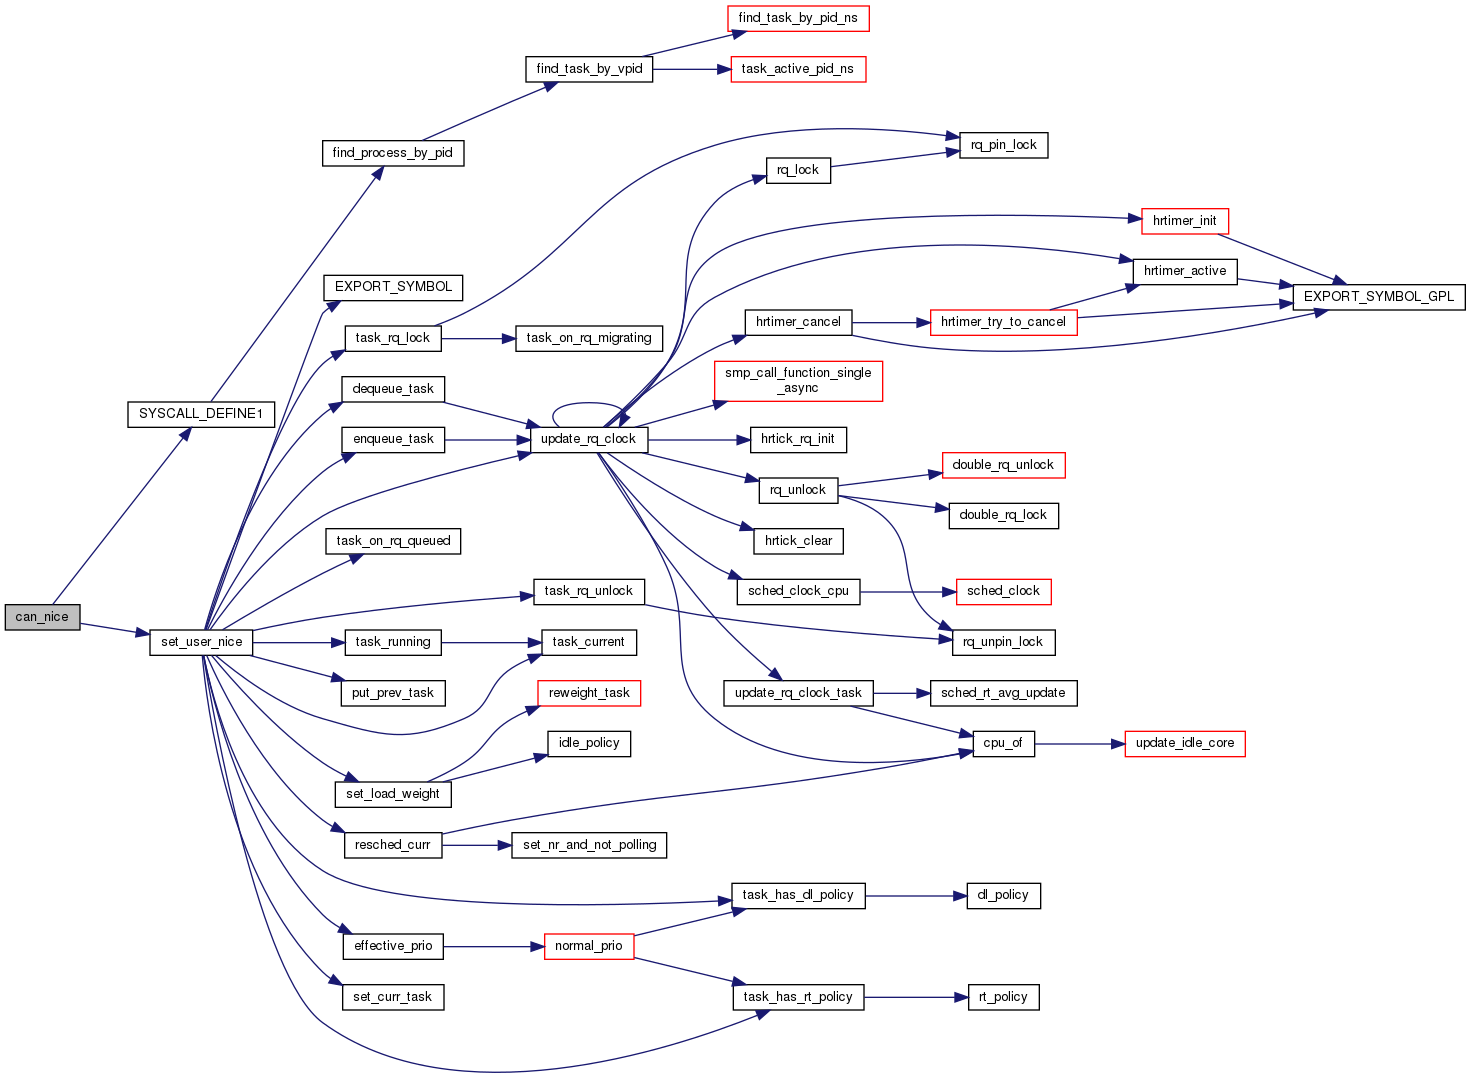 find_task_by_pid_ns
find_task_by_vpid
task_active_pid_ns
find_process_by_pid
rq_pin_lock
rq_lock
hrtimer_init
hrtimer_active
EXPORT_SYMBOL
EXPORT_SYMBOL_GPL
hrtimer_cancel
hrtimer_try_to_cancel
task_rq_lock
task_on_rq_migrating
smp_call_function_single
_async
dequeue_task
SYSCALL_DEFINE1
enqueue_task
update_rq_clock
hrtick_rq_init
double_rq_unlock
rq_unlock
double_rq_lock
task_on_rq_queued
hrtick_clear
task_rq_unlock
sched_clock_cpu
sched_clock
can_nice
set_user_nice
task_running
task_current
rq_unpin_lock
put_prev_task
reweight_task
update_rq_clock_task
sched_rt_avg_update
idle_policy
cpu_of
update_idle_core
set_load_weight
resched_curr
set_nr_and_not_polling
task_has_dl_policy
dl_policy
effective_prio
normal_prio
set_curr_task
task_has_rt_policy
rt_policy